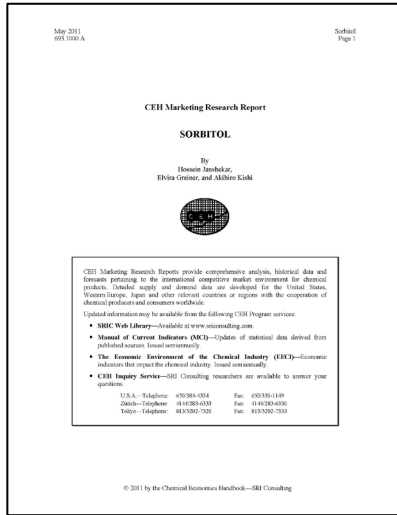 May 2011
693.1000 A
Sorbitol
Page 1
CEH Marketing Research Report
SORBITOL
By
Hossein Janshekar,
Elvira Greiner, and Akihiro Kishi
C E H
CEH Marketing Research Reports provide comprehensive analysis, historical data and
forecasts pertaining to the international competitive market environment for chemical
products. Detailed supply and demand data are developed for the United States,
Western Europe, Japan and other relevant countries or regions with the cooperation of
chemical producers and consumers worldwide.
Updated information may be available from the following CEH Program services:
• SRIC Web Library—Available at www.sriconsulting.com.
• Manual of Current Indicators (MCI)—Updates of statistical data derived from
published sources. Issued semiannually.
• The Economic Environment of the Chemical Industry (EECI)—Economic
indicators that impact the chemical industry. Issued semiannually.
• CEH Inquiry Service—SRI Consulting researchers are available to answer your
questions.
U.S.A.—Telephone: 650/384-4334 Fax: 650/330-1149
Zürich—Telephone: 4144/283-6333 Fax: 4144/283-6330
Tokyo—Telephone: 813/5202-7320 Fax: 813/5202-7333
© 2011 by the Chemical Economics Handbook—SRI Consulting